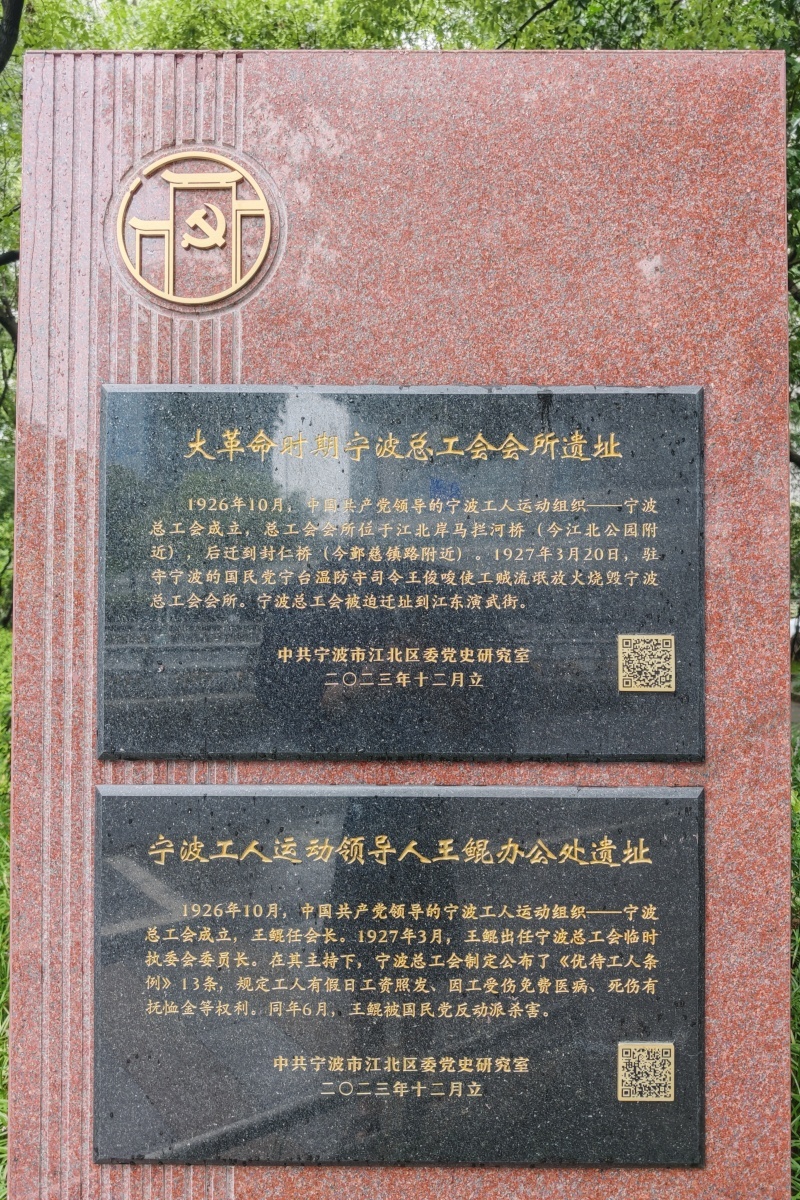 大革命时期宁波总工会会所遗址
1926年10月，中国共产党领导的宁波工人运动组织——宁波
总工会成立，总工会会所位于江北岸马拦河桥（今江北公园附
近），后迁到封仁桥（今鄞慈镇路附近）。1927年3月20日，驻
守宁波的国民党宁台温防守司令王俊唆使工贼流氓放火烧毁宁波
总工会会所。宁波总工会被迫迁址到江东演武街。
中共宁波市江北区委党史研究室
二〇二三年十二月立
宁波工人运动领导人王鲲办公处遗址
1926年10月，中国共产党领导的宁波工人运动组织——宁波
总工会成立，王鲲任会长。1927年3月，王鲲出任宁波总工会临时
执委会委员长。在其主持下，宁波总工会制定公布了《优待工人条
例》13条，规定工人有假日工资照发、因工受伤免费医病、死伤有
抚恤金等权利。同年6月，王鲲被国民党反动派杀害。
中共宁波市江北区委党史研究室
二〇二三年十二月立